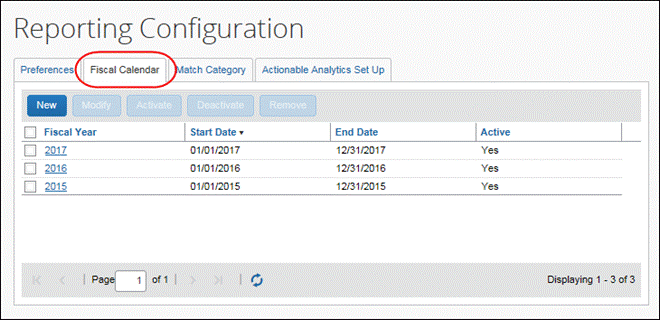 Reporting Configuration
Preferences Fiscal Calendar Match Category Actionable Analytics Set Up
New Modify Activate Deactivate Remove
Fiscal Year Start Date End Date Active
2017 01/01/2017 12/31/2017 Yes
2016 01/01/2016 12/31/2016 Yes
2015 01/01/2015 12/31/2015 Yes
Page 1 of 1 Displaying 1 - 3 of 3